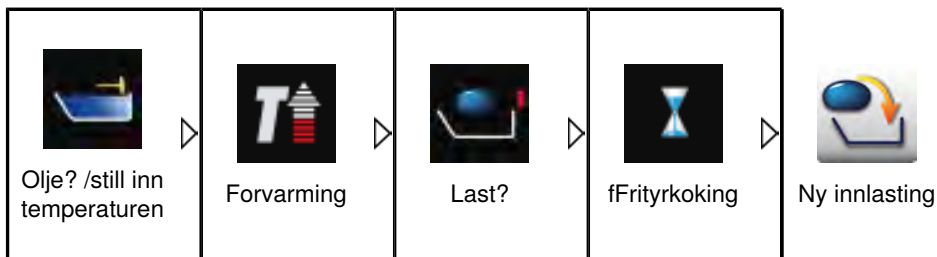 Olje? /still inn
temperaturen
T
Forvarming
Last?
fFrityrkoking
Ny innlasting